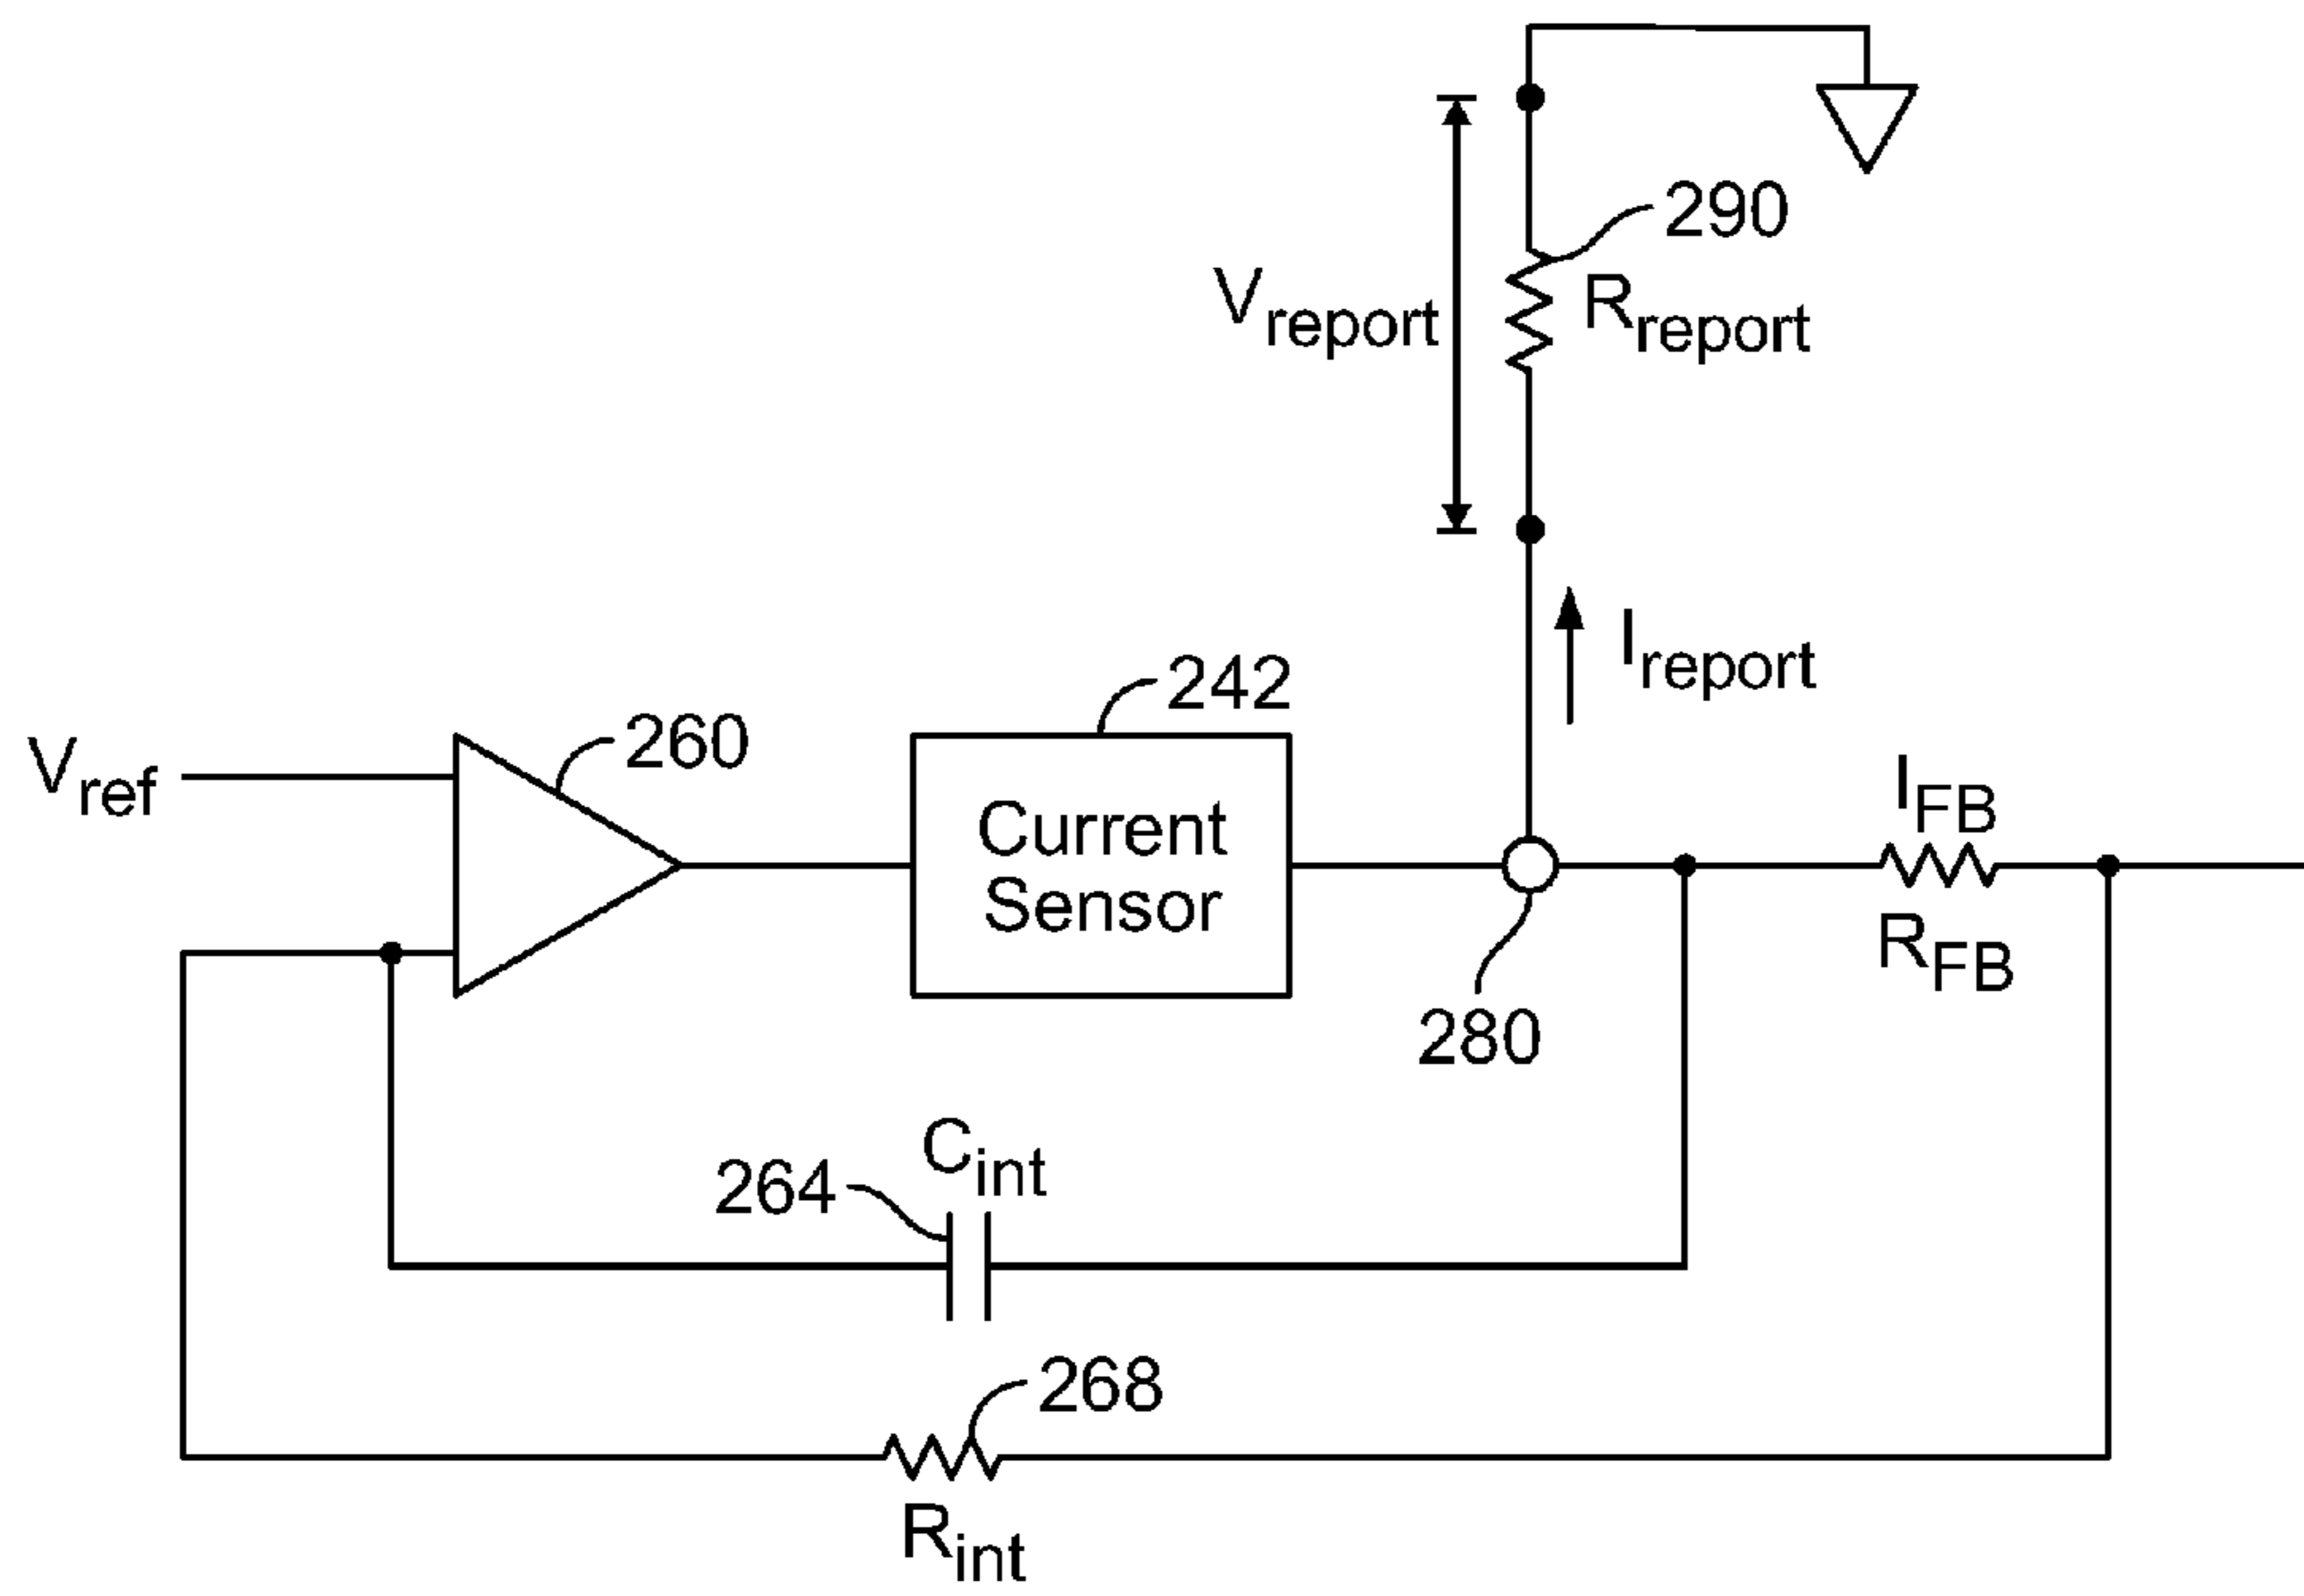 290
Vreport
Rreport
Ireport
242
260
Vref
Current
Sensor
IFB
RFB
280
Cint
264
268
Rint